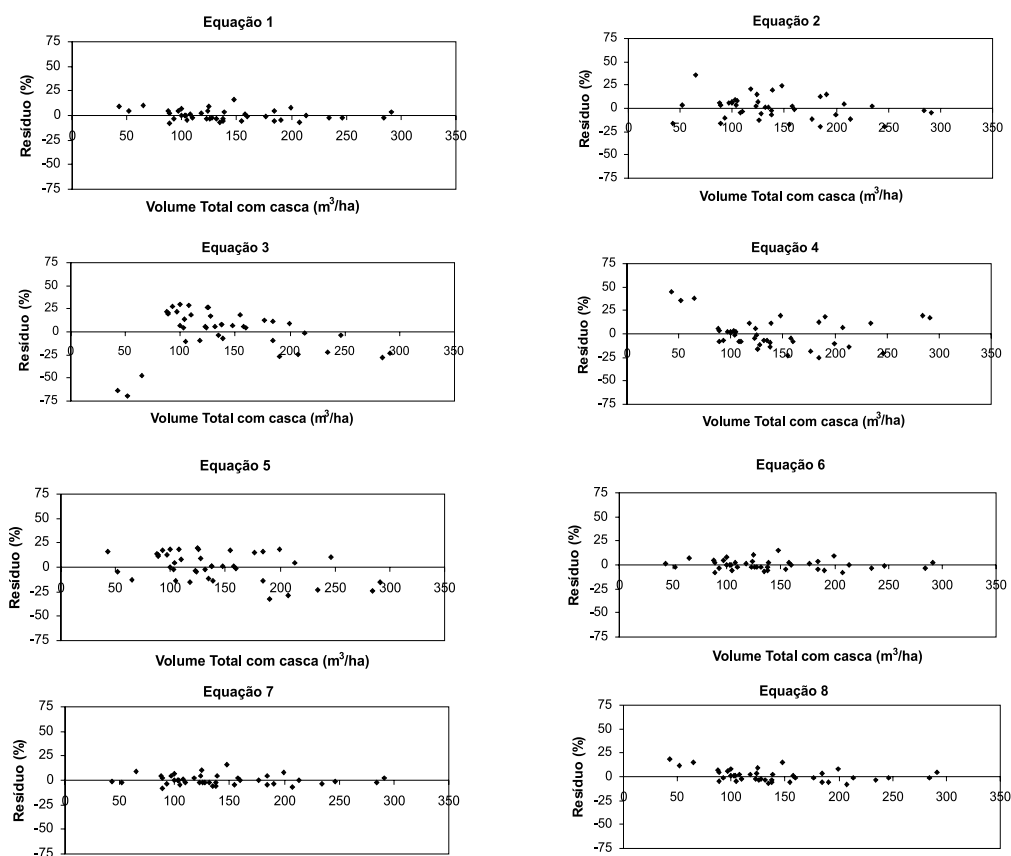 Equação 1
75
50
25
0
-25
-50
-75
Resíduo (%)
0 50 100 150 200 250 300 350
Volume Total com casca (m³/ha)
Equação 2
75
50
25
0
-25
-50
-75
Resíduo (%)
0 50 100 150 200 250 300 350
Volume Total com casca (m³/ha)
Equação 3
75
50
25
0
-25
-50
-75
Resíduo (%)
0 50 100 150 200 250 300 350
Volume Total com casca (m³/ha)
Equação 4
75
50
25
0
-25
-50
-75
Resíduo (%)
0 50 100 150 200 250 300 350
Volume Total com casca (m³/ha)
Equação 5
75
50
25
0
-25
-50
-75
Resíduo (%)
0 50 100 150 200 250 300 350
Volume Total com casca (m³/ha)
Equação 6
75
50
25
0
-25
-50
-75
Resíduo (%)
0 50 100 150 200 250 300 350
Volume Total com casca (m³/ha)
Equação 7
75
50
25
0
-25
-50
-75
Resíduo (%)
0 50 100 150 200 250 300 350
Equação 8
75
50
25
0
-25
-50
-75
Resíduo (%)
0 50 100 150 200 250 300 350